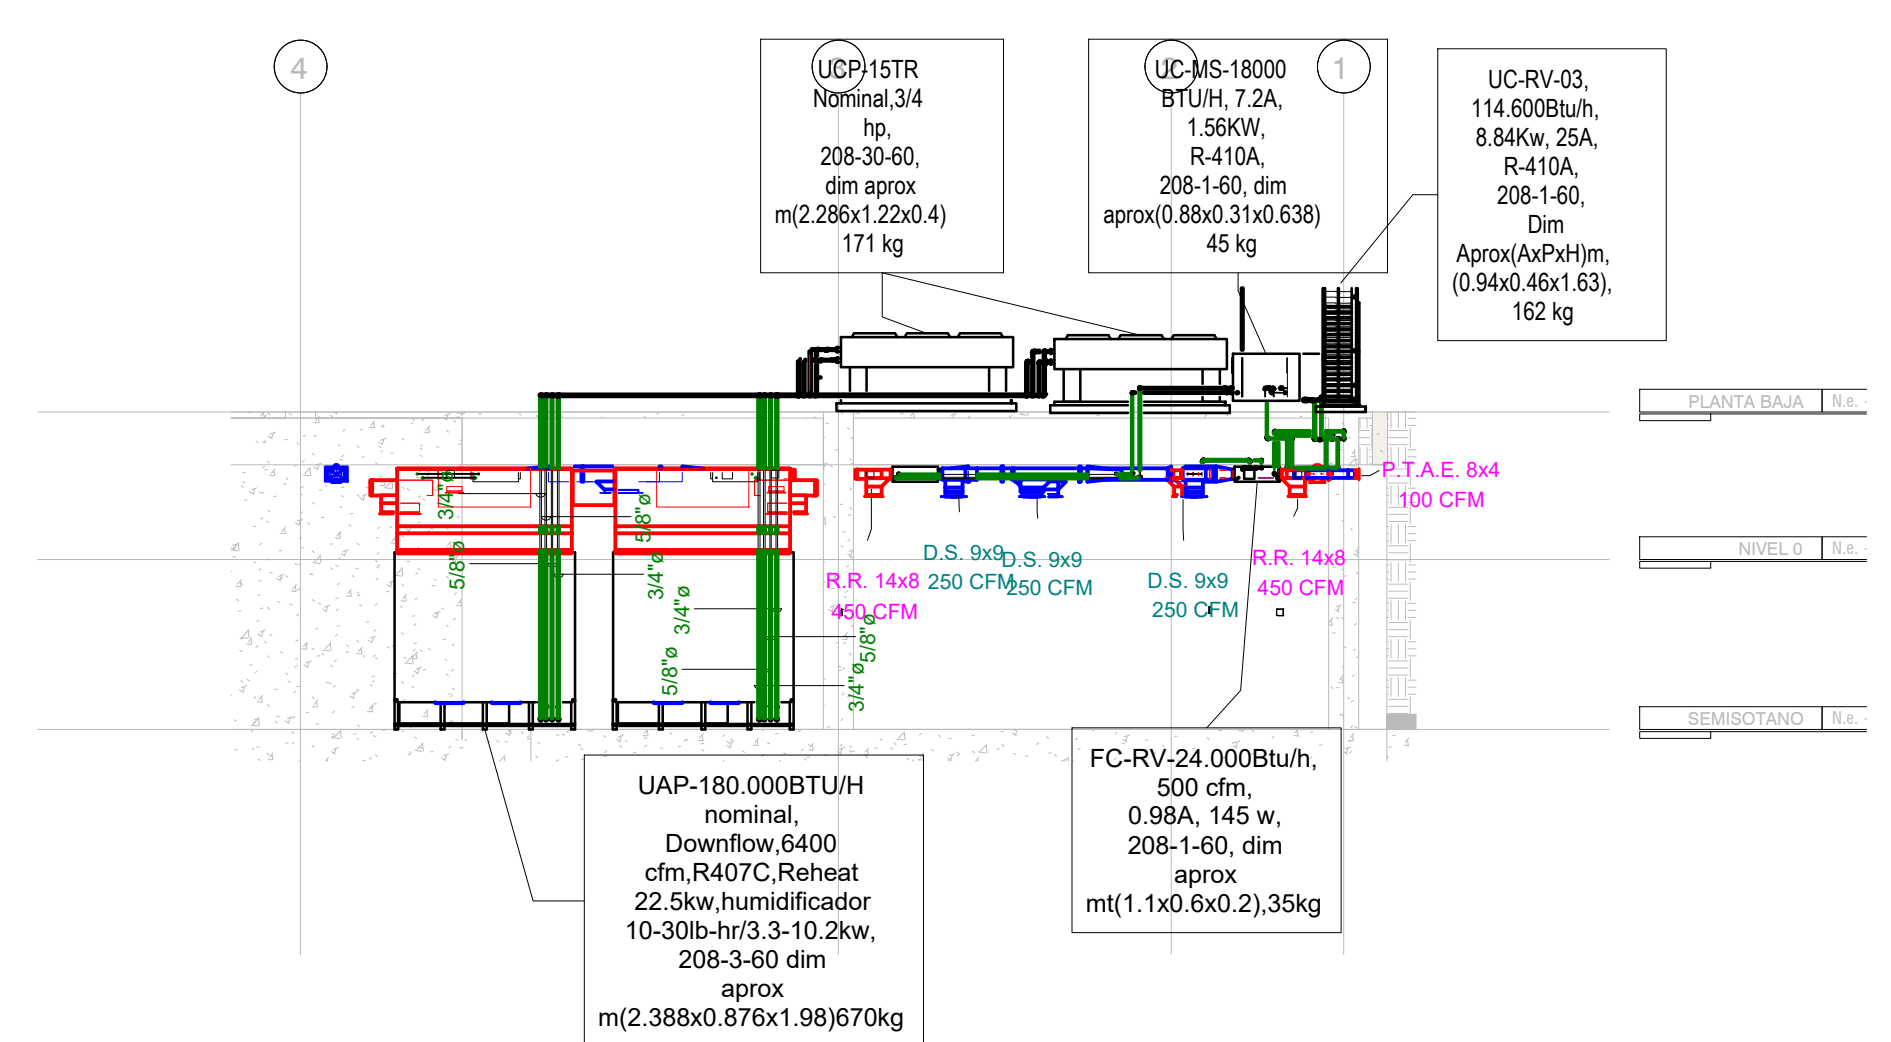 4
3
2
1
UCP-15TR
Nominal,3/4
hp,
208-30-60,
dim aprox
m(2.286x1.22x0.4)
171 kg
UC-MS-18000
BTU/H, 7.2A,
1.56KW,
R-410A,
208-1-60, dim
aprox(0.88x0.31x0.638)
45 kg
UC-RV-03,
114.600Btu/h,
8.84Kw, 25A,
R-410A,
208-1-60,
Dim
Aprox(AxPxH)m,
(0.94x0.46x1.63),
162 kg
PLANTA BAJA
N.e. -
P.T.A.E. 8x4
100 CFM
3/4"ø
5/8"ø
5/8"ø
3/4"ø
3/4"ø
5/8"ø
5/8"ø
3/4"ø
R.R. 14x8
450 CFM
D.S. 9x9
250 CFM
D.S. 9x9
250 CFM
D.S. 9x9
250 CFM
R.R. 14x8
450 CFM
NIVEL 0
N.e. -
SEMISOTANO
N.e. -
UAP-180.000BTU/H
nominal,
Downflow,6400
cfm,R407C,Reheat
22.5kw,humidificador
10-30lb-hr/3.3-10.2kw,
208-3-60 dim
aprox
m(2.388x0.876x1.98)670kg
FC-RV-24.000Btu/h,
500 cfm,
0.98A, 145 w,
208-1-60, dim
aprox
mt(1.1x0.6x0.2),35kg